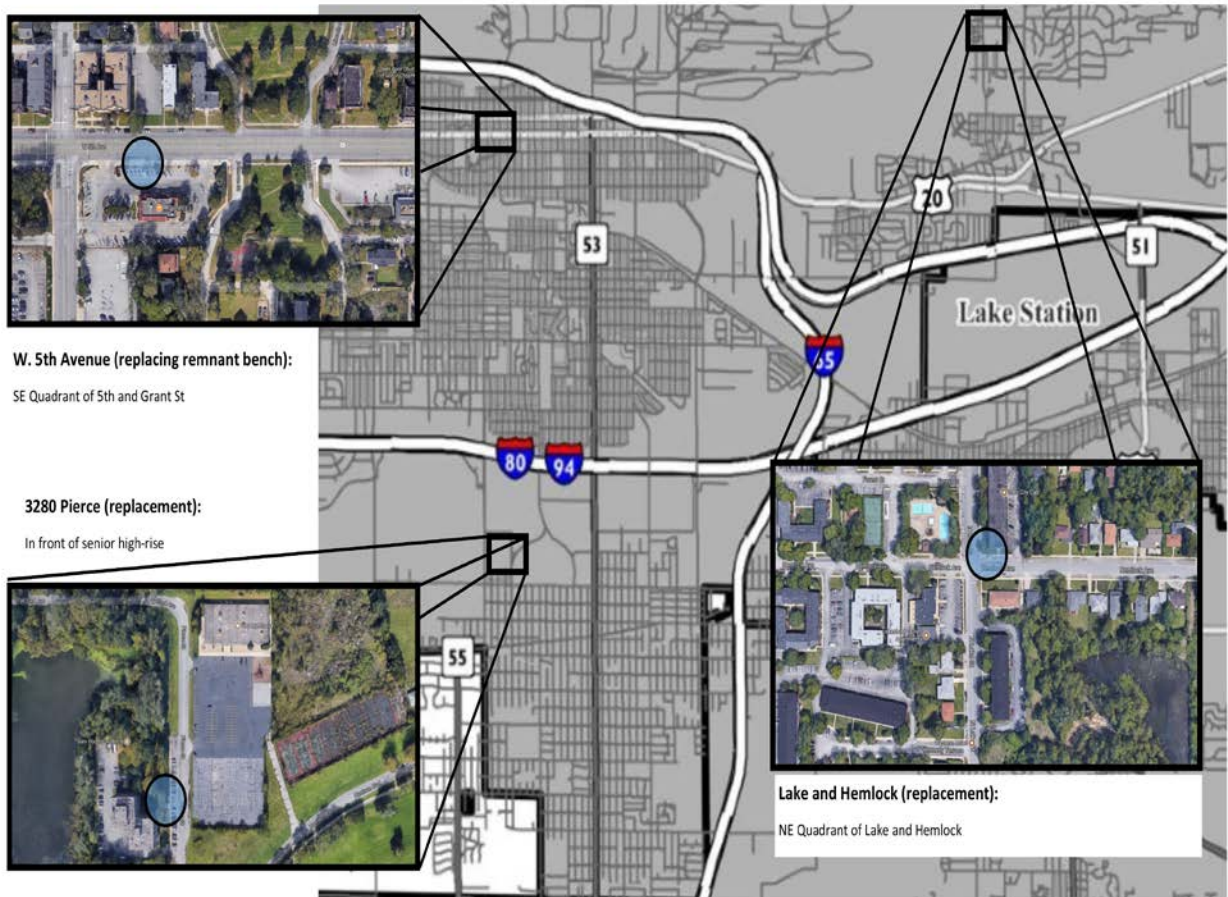 W. 5th Avenue (replacing remnant bench):
SE Quadrant of 5th and Grant St
3280 Pierce (replacement):
In front of senior high-rise
53
20
51
Lake Station
65
80
94
55
Lake and Hemlock (replacement):
NE Quadrant of Lake and Hemlock